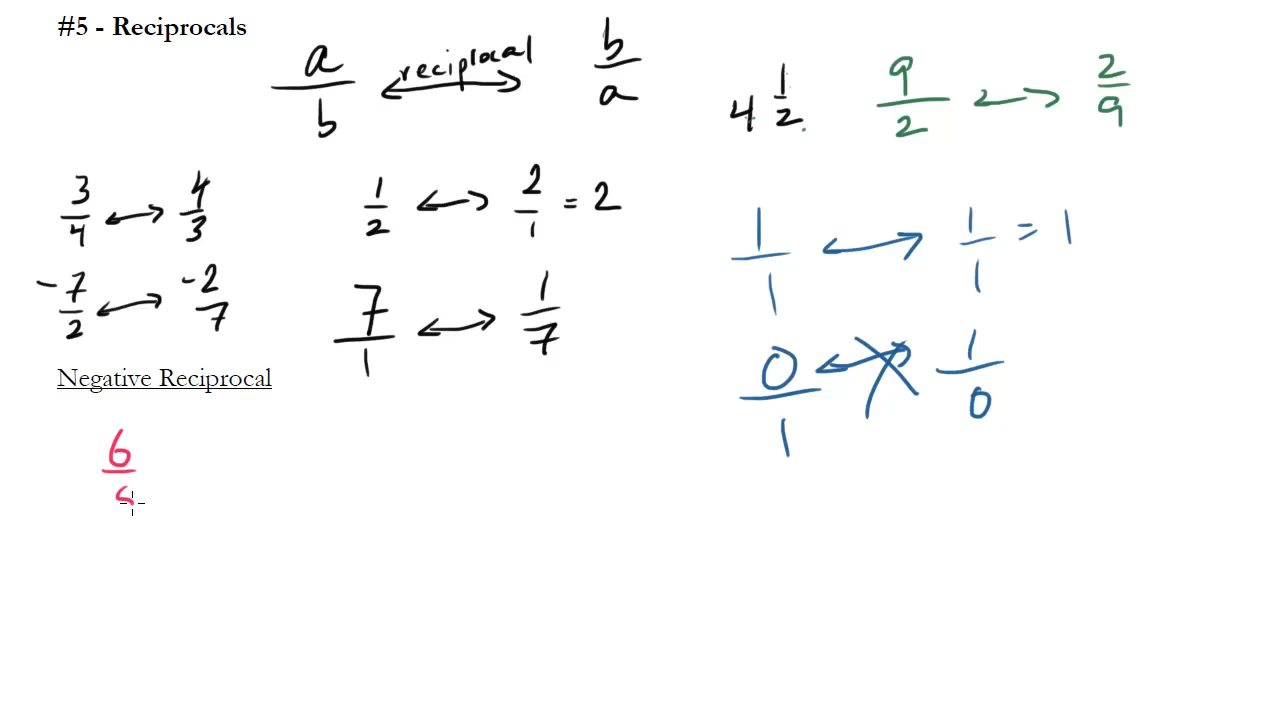 #5 - Reciprocals
a/b ⟷ reciprocal b/a
4 1/2 9/2 ⟷ 2/9
3/4 ⟷ 4/3
1/2 ⟷ 2/1 = 2
1/1 ⟷ 1/1 = 1
-7/2 ⟷ -2/7
7/1 ⟷ 1/7
0/1 ⟷ 1/0
Negative Reciprocal
6